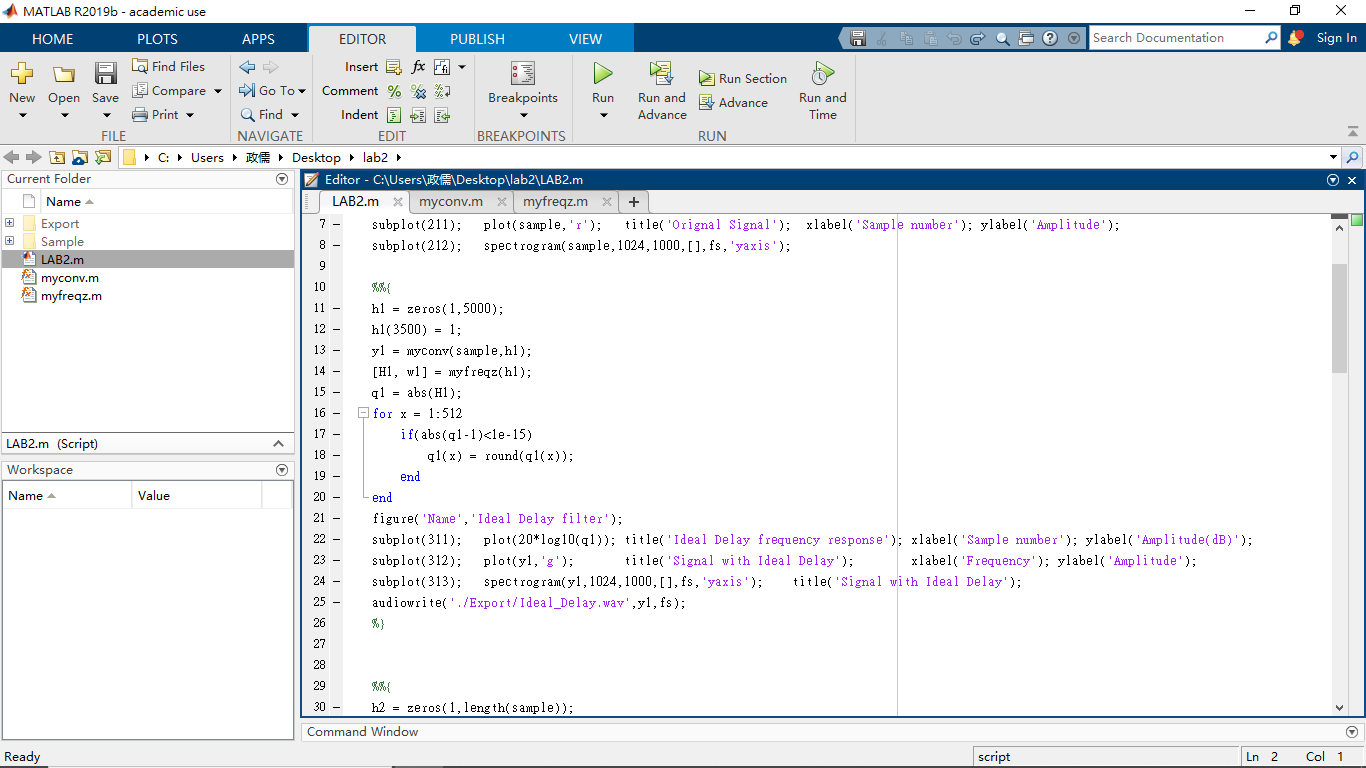 MATLAB R2019b - academic use
HOME PLOTS APPS EDITOR PUBLISH VIEW
Search Documentation
Sign In
New Open Save
Find Files
Compare
Print
FILE
Go To
Find
NAVIGATE
Insert
Comment
Indent
EDIT
Breakpoints
BREAKPOINTS
Run
Run and Advance
Run Section
Advance
Run and Time
RUN
C: Users 政儒 Desktop lab2
Current Folder
Name
Export
Sample
LAB2.m
myconv.m
myfreqz.m
LAB2.m (Script)
Workspace
Name Value
Editor - C:\Users\政儒\Desktop\lab2\LAB2.m
LAB2.m myconv.m myfreqz.m
7 subplot(211); plot(sample,'r'); title('Orignal Signal'); xlabel('Sample number'); ylabel('Amplitude');
8 subplot(212); spectrogram(sample,1024,1000,[],fs,'yaxis');
9
10 %%{
11 h1 = zeros(1,5000);
12 h1(3500) = 1;
13 y1 = myconv(sample,h1);
14 [H1, w1] = myfreqz(h1);
15 q1 = abs(H1);
16 for x = 1:512
17 if(abs(q1-1)<1e-15)
18 q1(x) = round(q1(x));
19 end
20 end
21 figure('Name','Ideal Delay filter');
22 subplot(311); plot(20*log10(q1)); title('Ideal Delay frequency response'); xlabel('Sample number'); ylabel('Amplitude(dB)');
23 subplot(312); plot(y1,'g'); title('Signal with Ideal Delay'); xlabel('Frequency'); ylabel('Amplitude');
24 subplot(313); spectrogram(y1,1024,1000,[],fs,'yaxis'); title('Signal with Ideal Delay');
25 audiowrite('./Export/Ideal_Delay.wav',y1,fs);
26 %}
27
28
29 %%{
30 h2 = zeros(1,length(sample));
Command Window
Ready
script
Ln 2 Col 1